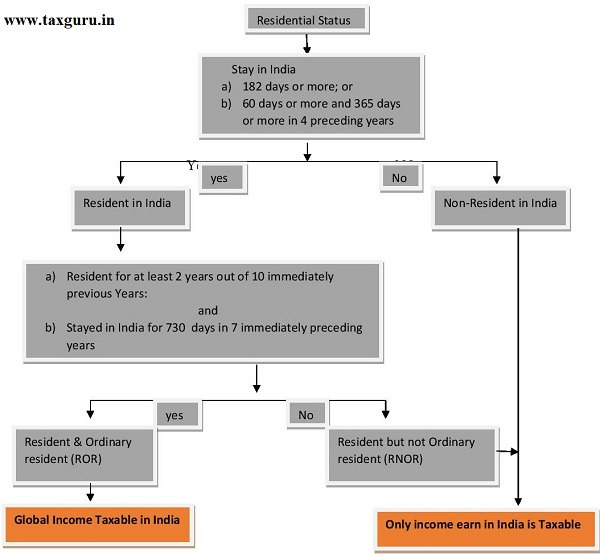 www.taxguru.in
Residential Status
Stay in India
a) 182 days or more; or
b) 60 days or more and 365 days
or more in 4 preceding years
yes
No
Resident in India
Non-Resident in India
a) Resident for at least 2 years out of 10 immediately
previous Years:
and
b) Stayed in India for 730 days in 7 immediately preceding
years
yes
No
Resident & Ordinary
resident (ROR)
Resident but not Ordinary
resident (RNOR)
Global Income Taxable in India
Only income earn in India is Taxable